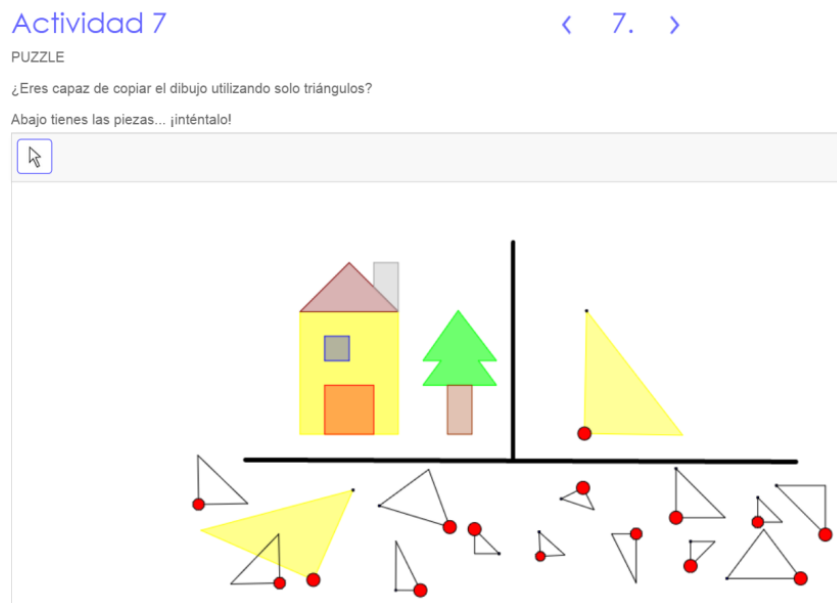 Actividad 7
7.
PUZZLE
¿Eres capaz de copiar el dibujo utilizando solo triángulos?
Abajo tienes las piezas... ¡inténtalo!